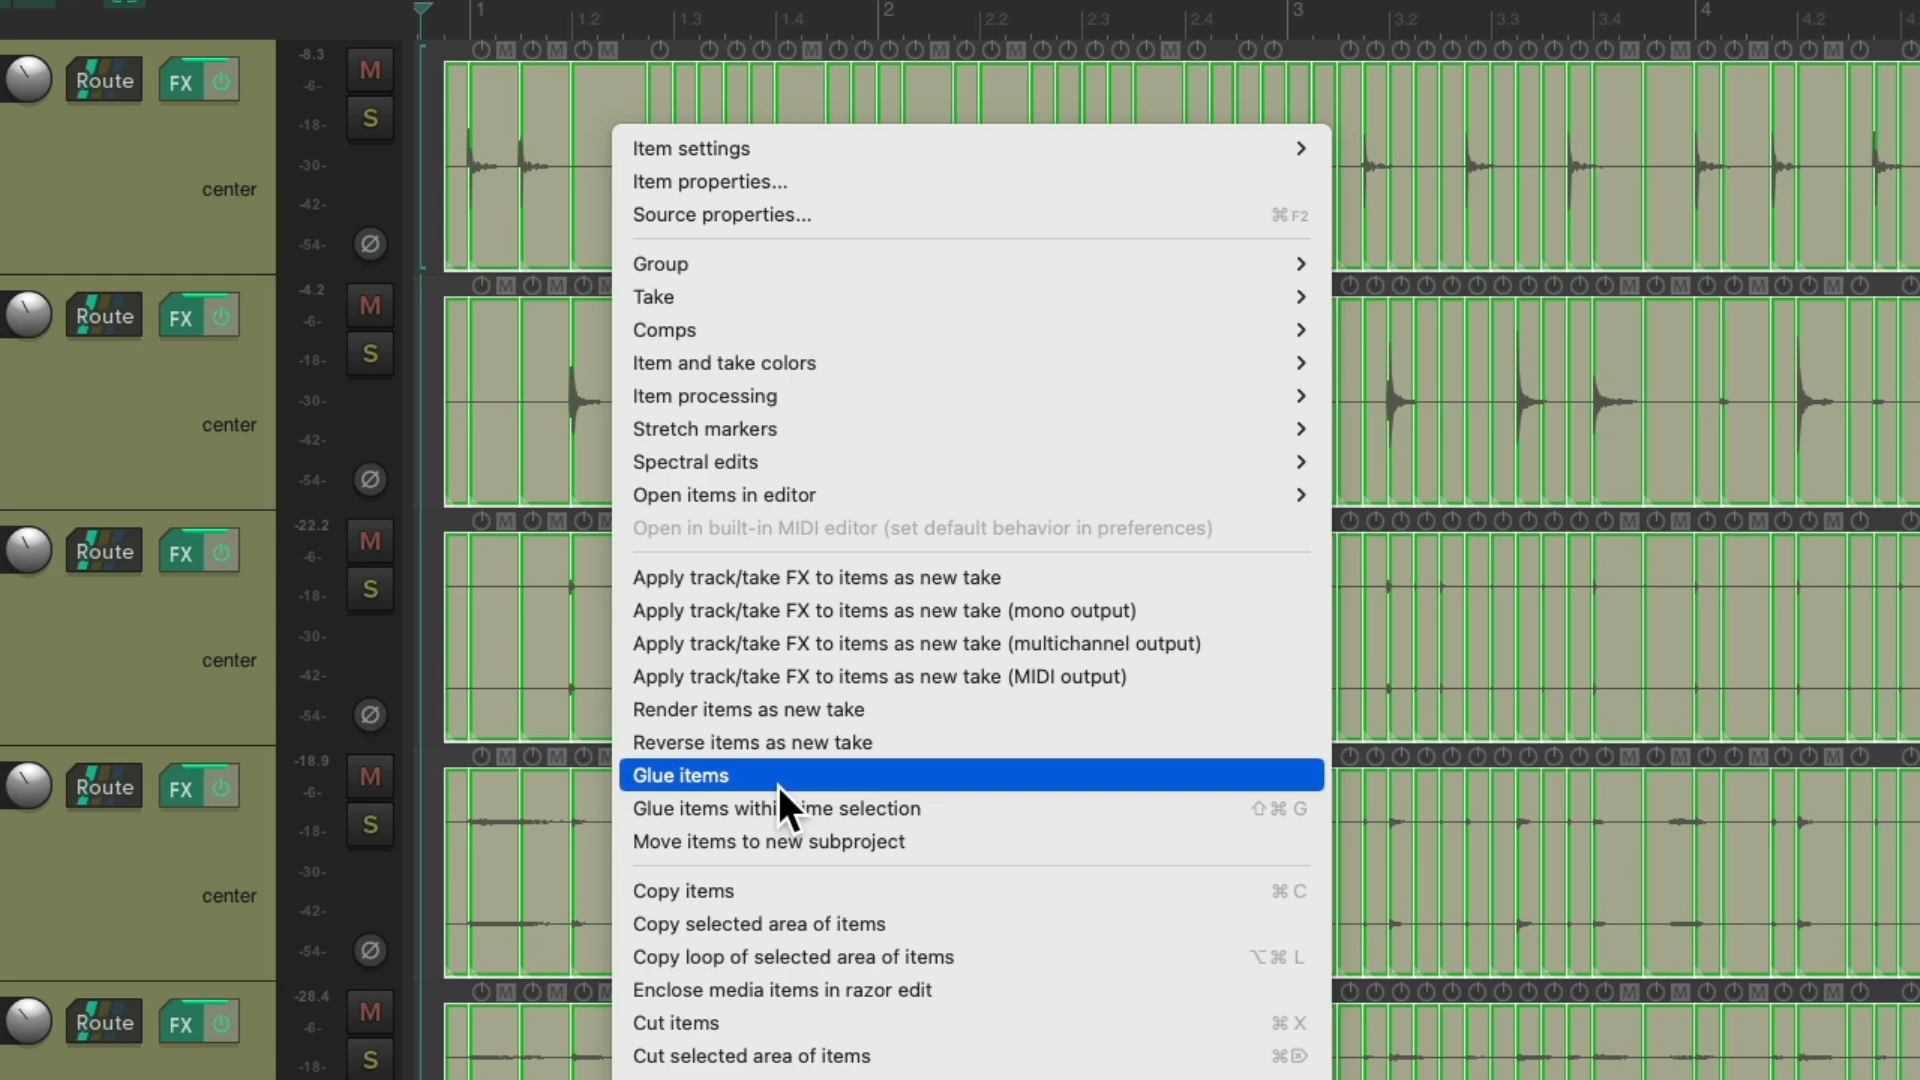 1 1.2 1.3 1.4 2 2.2 2.3 2.4 3 3.2 3.3 3.4 4 4.2 4.
Route FX -8.3 M
-6-
-18- S
-30-
center
-42-
-54-
Route FX -4.2 M
-6-
-18- S
-30-
center
-42-
-54-
Route FX -22.2 M
-6-
-18- S
-30-
center
-42-
-54-
Route FX -18.9 M
-6-
-18- S
-30-
center
-42-
-54-
Route FX -28.4 M
-6-
-18- S
Item settings
Item properties...
Source properties... ⌘F2
Group
Take
Comps
Item and take colors
Item processing
Stretch markers
Spectral edits
Open items in editor
Open in built-in MIDI editor (set default behavior in preferences)
Apply track/take FX to items as new take
Apply track/take FX to items as new take (mono output)
Apply track/take FX to items as new take (multichannel output)
Apply track/take FX to items as new take (MIDI output)
Render items as new take
Reverse items as new take
Glue items
Glue items within time selection ⇧⌘ G
Move items to new subproject
Copy items ⌘ C
Copy selected area of items
Copy loop of selected area of items ⌥⌘ L
Enclose media items in razor edit
Cut items ⌘ X
Cut selected area of items ⌘⌦